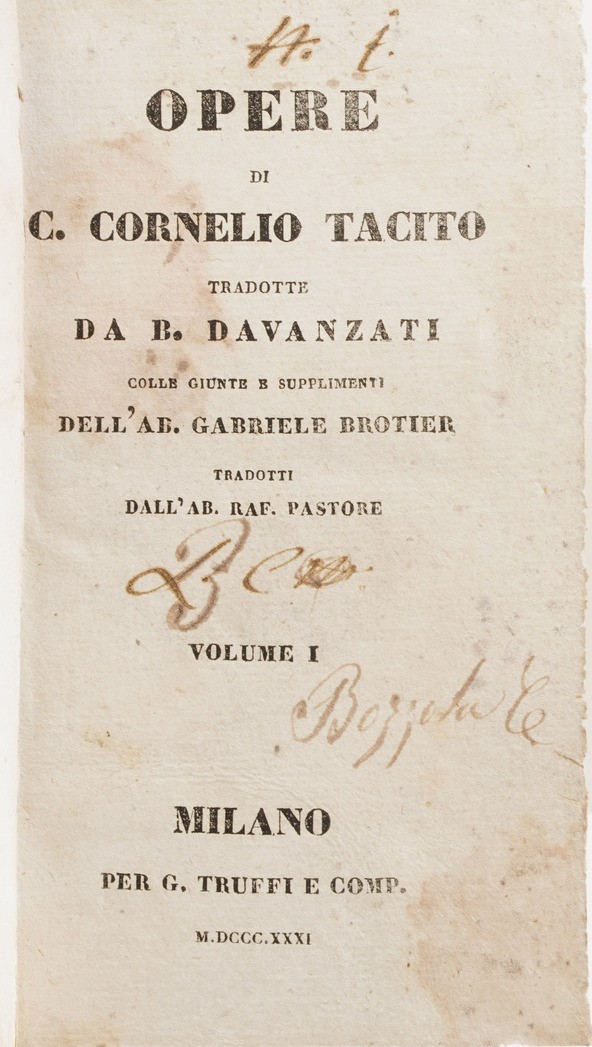 OPERE
DI
C. CORNELIO TACITO
TRADOTTE
DA B. DAVANZATI
COLLE GIUNTE E SUPPLIMENTI
DELL'AB. GABRIELE BROTIER
TRADOTTI
DALL'AB. RAF. PASTORE
VOLUME I
MILANO
PER G. TRUFFI E COMP.
M.DCCC.XXXI